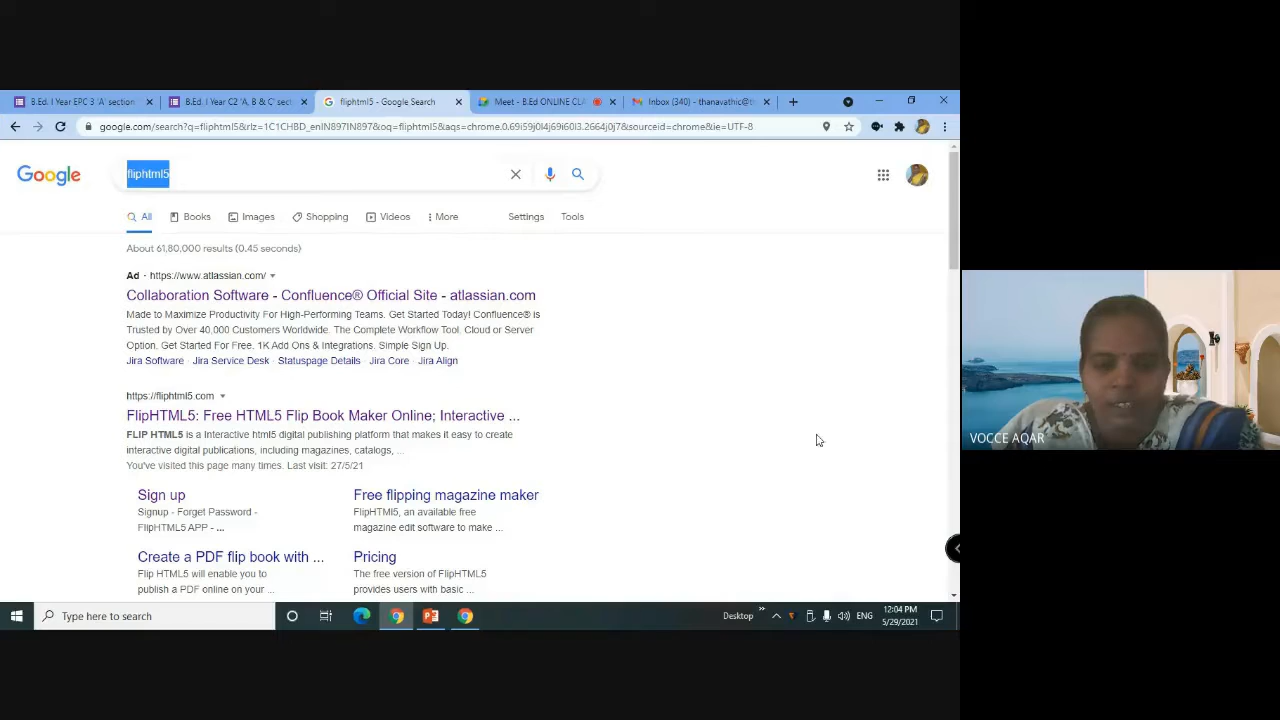 B.Ed. I Year EPC 3 'A' section
B.Ed. I Year C2 'A, B & C' sect
fliphtml5 - Google Search
Meet - B.Ed ONLINE CLA
Inbox (340) - thanavathic@t
google.com/search?q=fliphtml5&rlz=1C1CHBD_enIN897IN897&oq=fliphtml5&aqs=chrome.0.69i59j0l4j69i60l3.2664j0j7&sourceid=chrome&ie=UTF-8
Google
fliphtml5
All
Books
Images
Shopping
Videos
More
Settings
Tools
About 61,80,000 results (0.45 seconds)
Ad · https://www.atlassian.com/
Collaboration Software - Confluence® Official Site - atlassian.com
Made to Maximize Productivity For High-Performing Teams. Get Started Today! Confluence® is
Trusted by Over 40,000 Customers Worldwide. The Complete Workflow Tool. Cloud or Server
Option. Get Started For Free. 1K Add Ons & Integrations. Simple Sign Up.
Jira Software · Jira Service Desk · Statuspage Details · Jira Core · Jira Align
https://fliphtml5.com
FlipHTML5: Free HTML5 Flip Book Maker Online; Interactive ...
FLIP HTML5 is a Interactive html5 digital publishing platform that makes it easy to create
interactive digital publications, including magazines, catalogs, ...
You've visited this page many times. Last visit: 27/5/21
Sign up
Signup - Forget Password -
FlipHTML5 APP - ...
Free flipping magazine maker
FlipHTMl5, an available free
magazine edit software to make ...
Create a PDF flip book with ...
Flip HTML5 will enable you to
publish a PDF online on your ...
Pricing
The free version of FlipHTML5
provides users with basic ...
VOCCE AQAR
Type here to search
Desktop
ENG
12:04 PM
5/29/2021